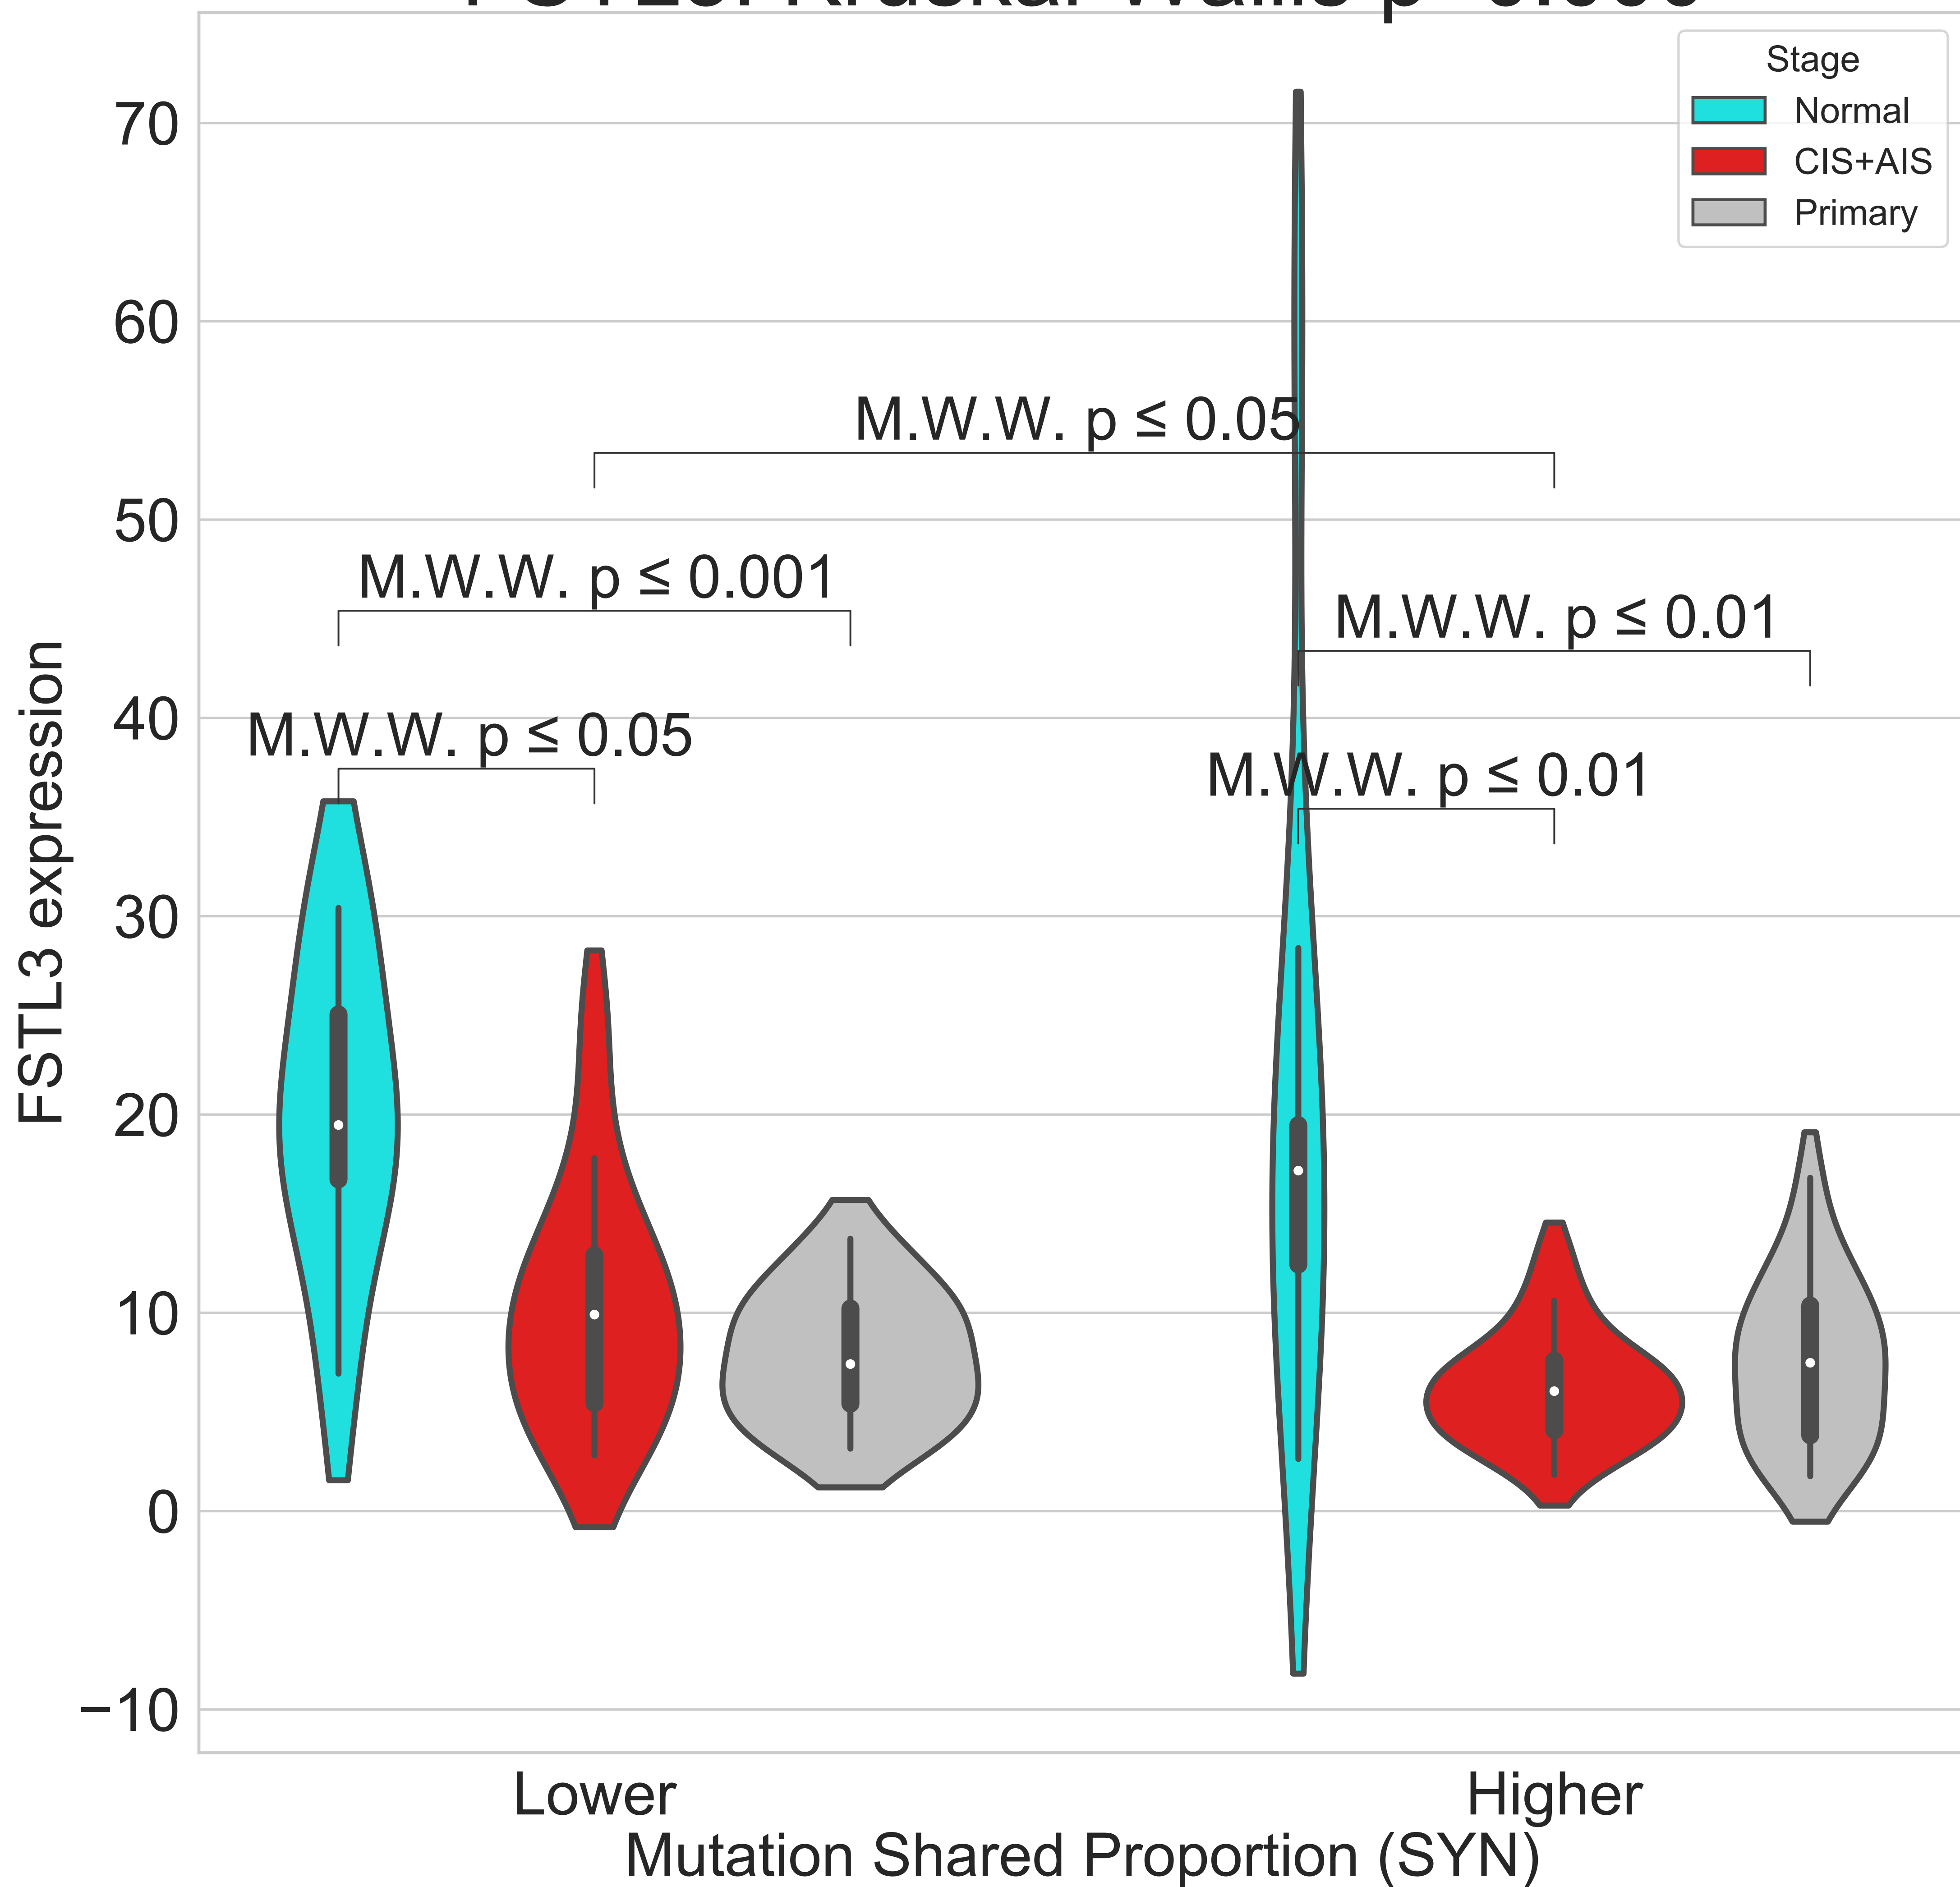 Stage
Normal
CIS+AIS
Primary
70
60
50
40
30
20
10
0
−10
FSTL3 expression
M.W.W. p ≤ 0.05
M.W.W. p ≤ 0.001
M.W.W. p ≤ 0.01
M.W.W. p ≤ 0.05
M.W.W. p ≤ 0.01
Lower
Higher
Mutation Shared Proportion (SYN)